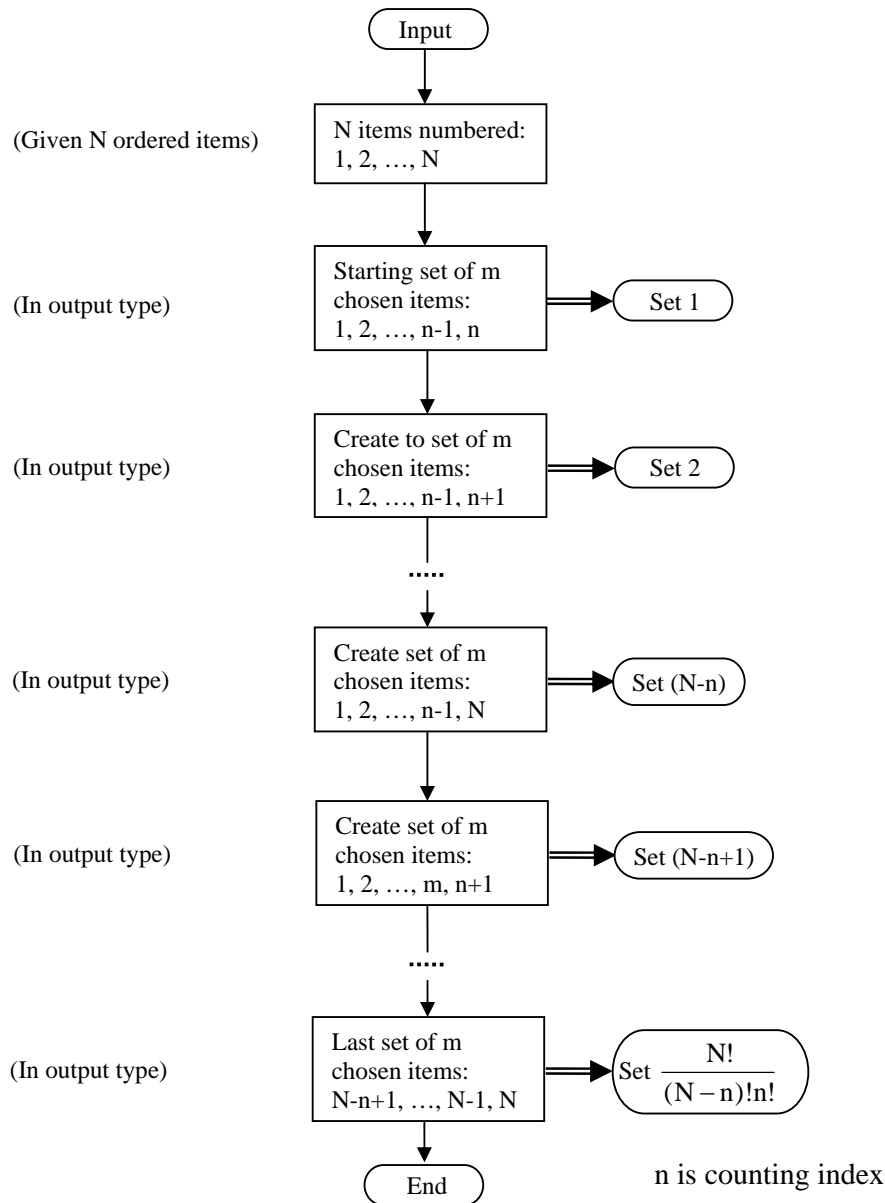 Input
(Given N ordered items)
N items numbered:
1, 2, …, N
(In output type)
Starting set of m
chosen items:
1, 2, …, n-1, n
Set 1
(In output type)
Create to set of m
chosen items:
1, 2, …, n-1, n+1
Set 2
.....
(In output type)
Create set of m
chosen items:
1, 2, …, n-1, N
Set (N-n)
(In output type)
Create set of m
chosen items:
1, 2, …, m, n+1
Set (N-n+1)
.....
(In output type)
Last set of m
chosen items:
N-n+1, …, N-1, N
Set N! / (N − n)!n!
End
n is counting index